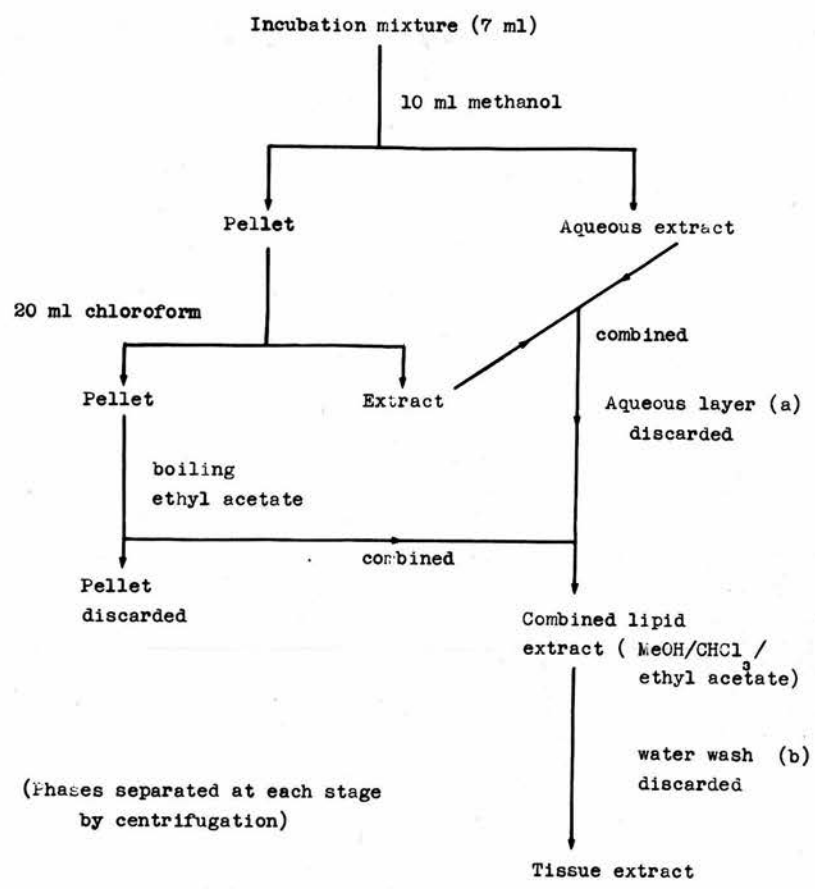 Incubation mixture (7 ml)
10 ml methanol
Pellet
Aqueous extract
20 ml chloroform
combined
Pellet
Extract
Aqueous layer (a)
discarded
boiling
ethyl acetate
combined
Pellet
discarded
Combined lipid
extract ( MeOH/CHCl3/
ethyl acetate)
water wash (b)
discarded
(Phases separated at each stage
by centrifugation)
Tissue extract